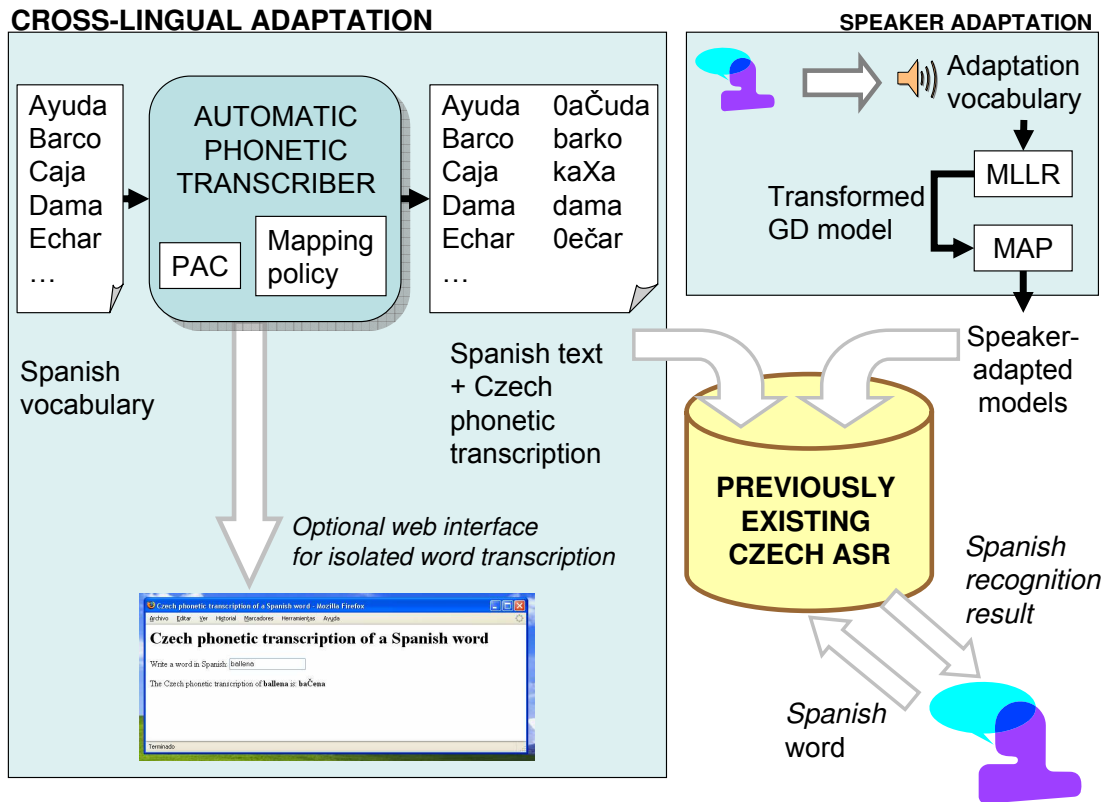 CROSS-LINGUAL ADAPTATION
Ayuda
Barco
Caja
Dama
Echar
…
AUTOMATIC
PHONETIC
TRANSCRIBER
PAC
Mapping
policy
Ayuda 0aČuda
Barco barko
Caja kaXa
Dama dama
Echar 0ečar
…
Spanish
vocabulary
Spanish text
+ Czech
phonetic
transcription
Optional web interface
for isolated word transcription
Czech phonetic transcription of a Spanish word - Mozilla Firefox
Archivo Editar Ver Historial Marcadores Herramientas Ayuda
Czech phonetic transcription of a Spanish word
Write a word in Spanish: ballena
The Czech phonetic transcription of ballena is: baČena
Terminado
SPEAKER ADAPTATION
Adaptation
vocabulary
MLLR
Transformed
GD model
MAP
Speaker-
adapted
models
PREVIOUSLY
EXISTING
CZECH ASR
Spanish
recognition
result
Spanish
word